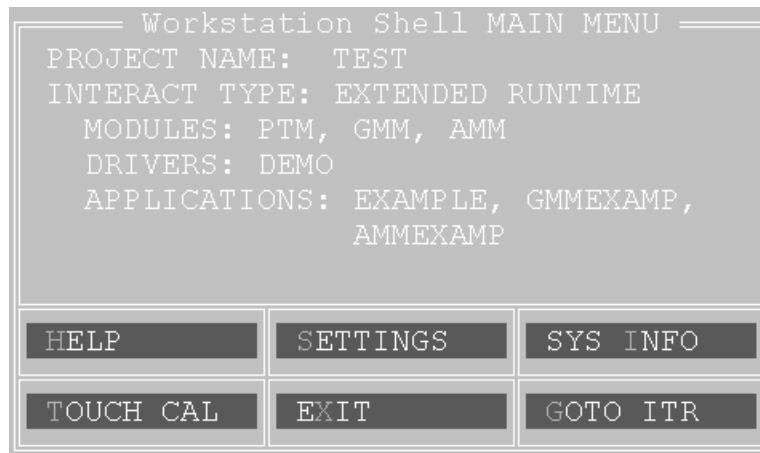 Workstation Shell MAIN MENU
PROJECT NAME: TEST
INTERACT TYPE: EXTENDED RUNTIME
MODULES: PTM, GMM, AMM
DRIVERS: DEMO
APPLICATIONS: EXAMPLE, GMMEXAMP,
AMMEXAMP
HELP SETTINGS SYS INFO
TOUCH CAL EXIT GOTO ITR